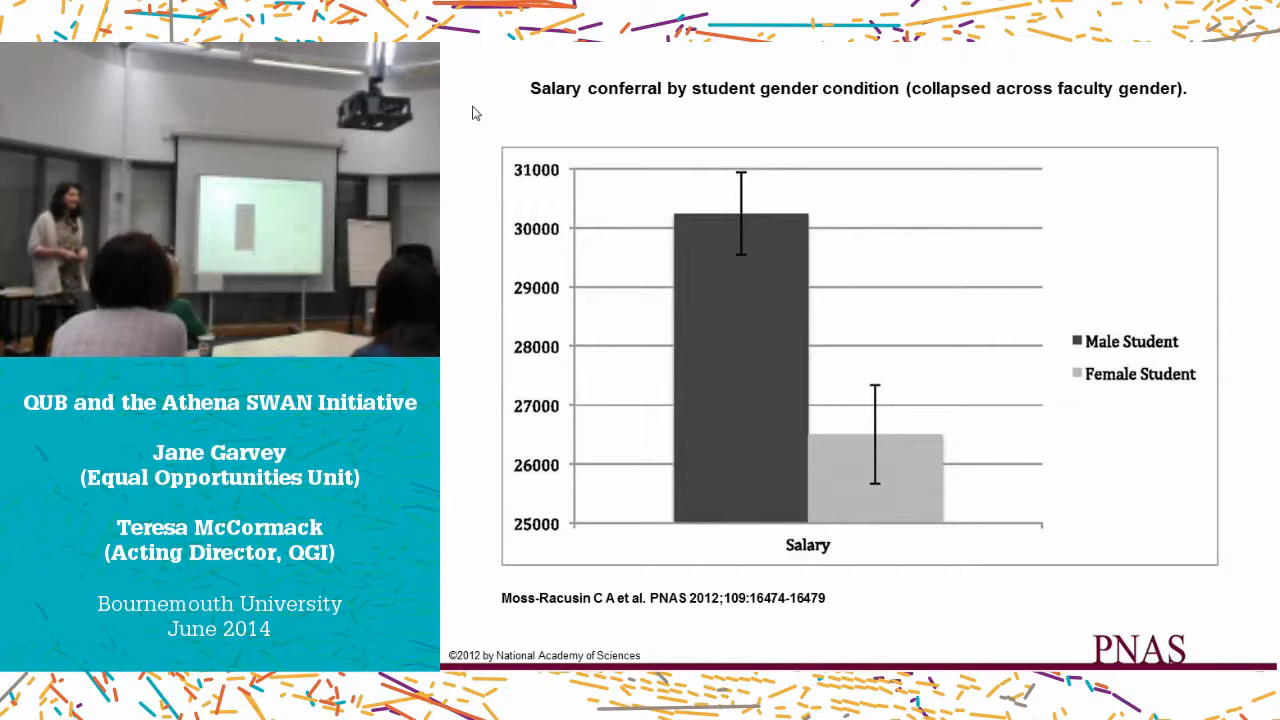 Salary conferral by student gender condition (collapsed across faculty gender).
31000
30000
29000
28000
27000
26000
25000
Salary
Male Student
Female Student
Moss-Racusin C A et al. PNAS 2012;109:16474-16479
©2012 by National Academy of Sciences
PNAS
QUB and the Athena SWAN Initiative
Jane Garvey
(Equal Opportunities Unit)
Teresa McCormack
(Acting Director, QGI)
Bournemouth University
June 2014